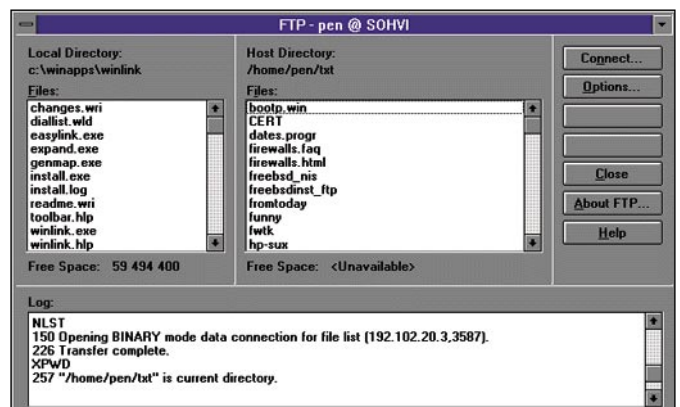 FTP - pen @ SOHVI
Local Directory:
c:\winapps\winlink
Files:
changes.wri
diallist.wld
easylink.exe
expand.exe
genmap.exe
install.exe
install.log
readme.wri
toolbar.hlp
winlink.exe
winlink.hlp
Free Space: 59 494 400
Host Directory:
/home/pen/txt
Files:
bootp.win
CERT
dates.progr
firewalls.faq
firewalls.html
freebsd_nis
freebsdinst_ftp
fromtoday
funny
fwtk
hp-sux
Free Space: <Unavailable>
Connect...
Options...
Close
About FTP...
Help
Log:
NLST
150 Opening BINARY mode data connection for file list (192.102.20.3,3587).
226 Transfer complete.
XPWD
257 "/home/pen/txt" is current directory.